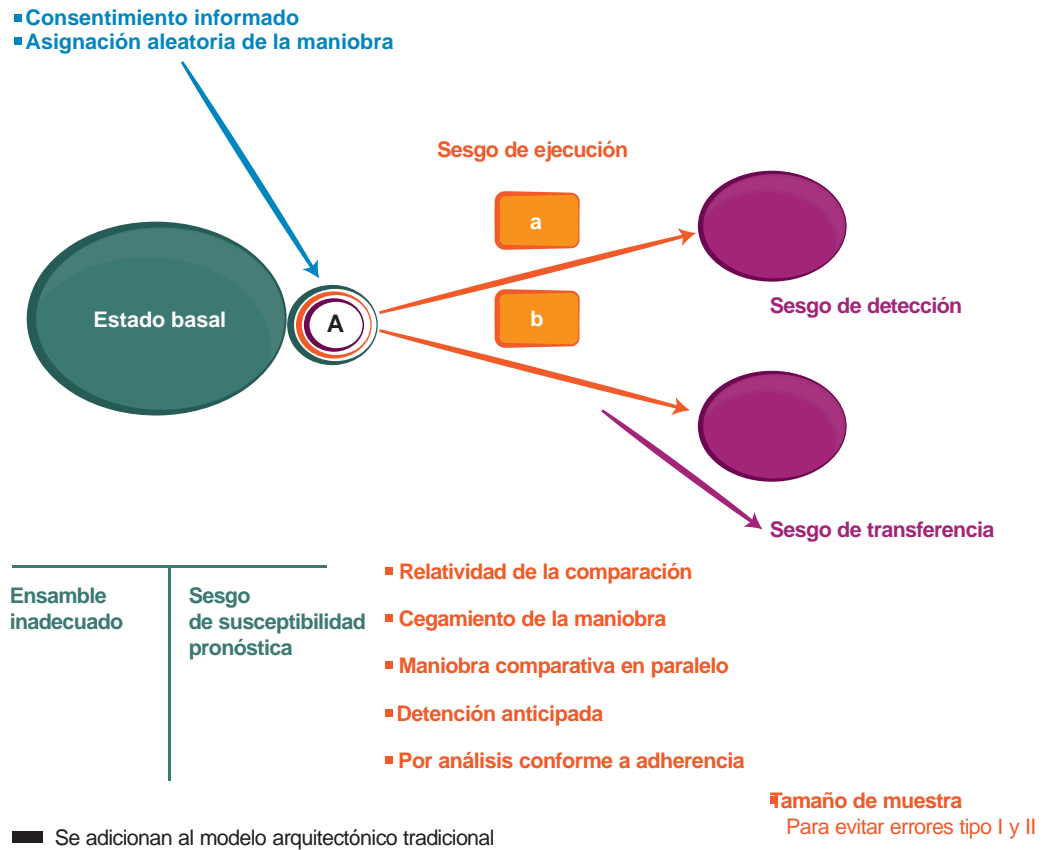 Consentimiento informado
Asignación aleatoria de la maniobra
Sesgo de ejecución
a
Estado basal
A
b
Sesgo de detección
Sesgo de transferencia
Ensamble
inadecuado
Sesgo
de susceptibilidad
pronóstica
Relatividad de la comparación
Cegamiento de la maniobra
Maniobra comparativa en paralelo
Detención anticipada
Por análisis conforme a adherencia
Tamaño de muestra
Para evitar errores tipo I y II
Se adicionan al modelo arquitectónico tradicional